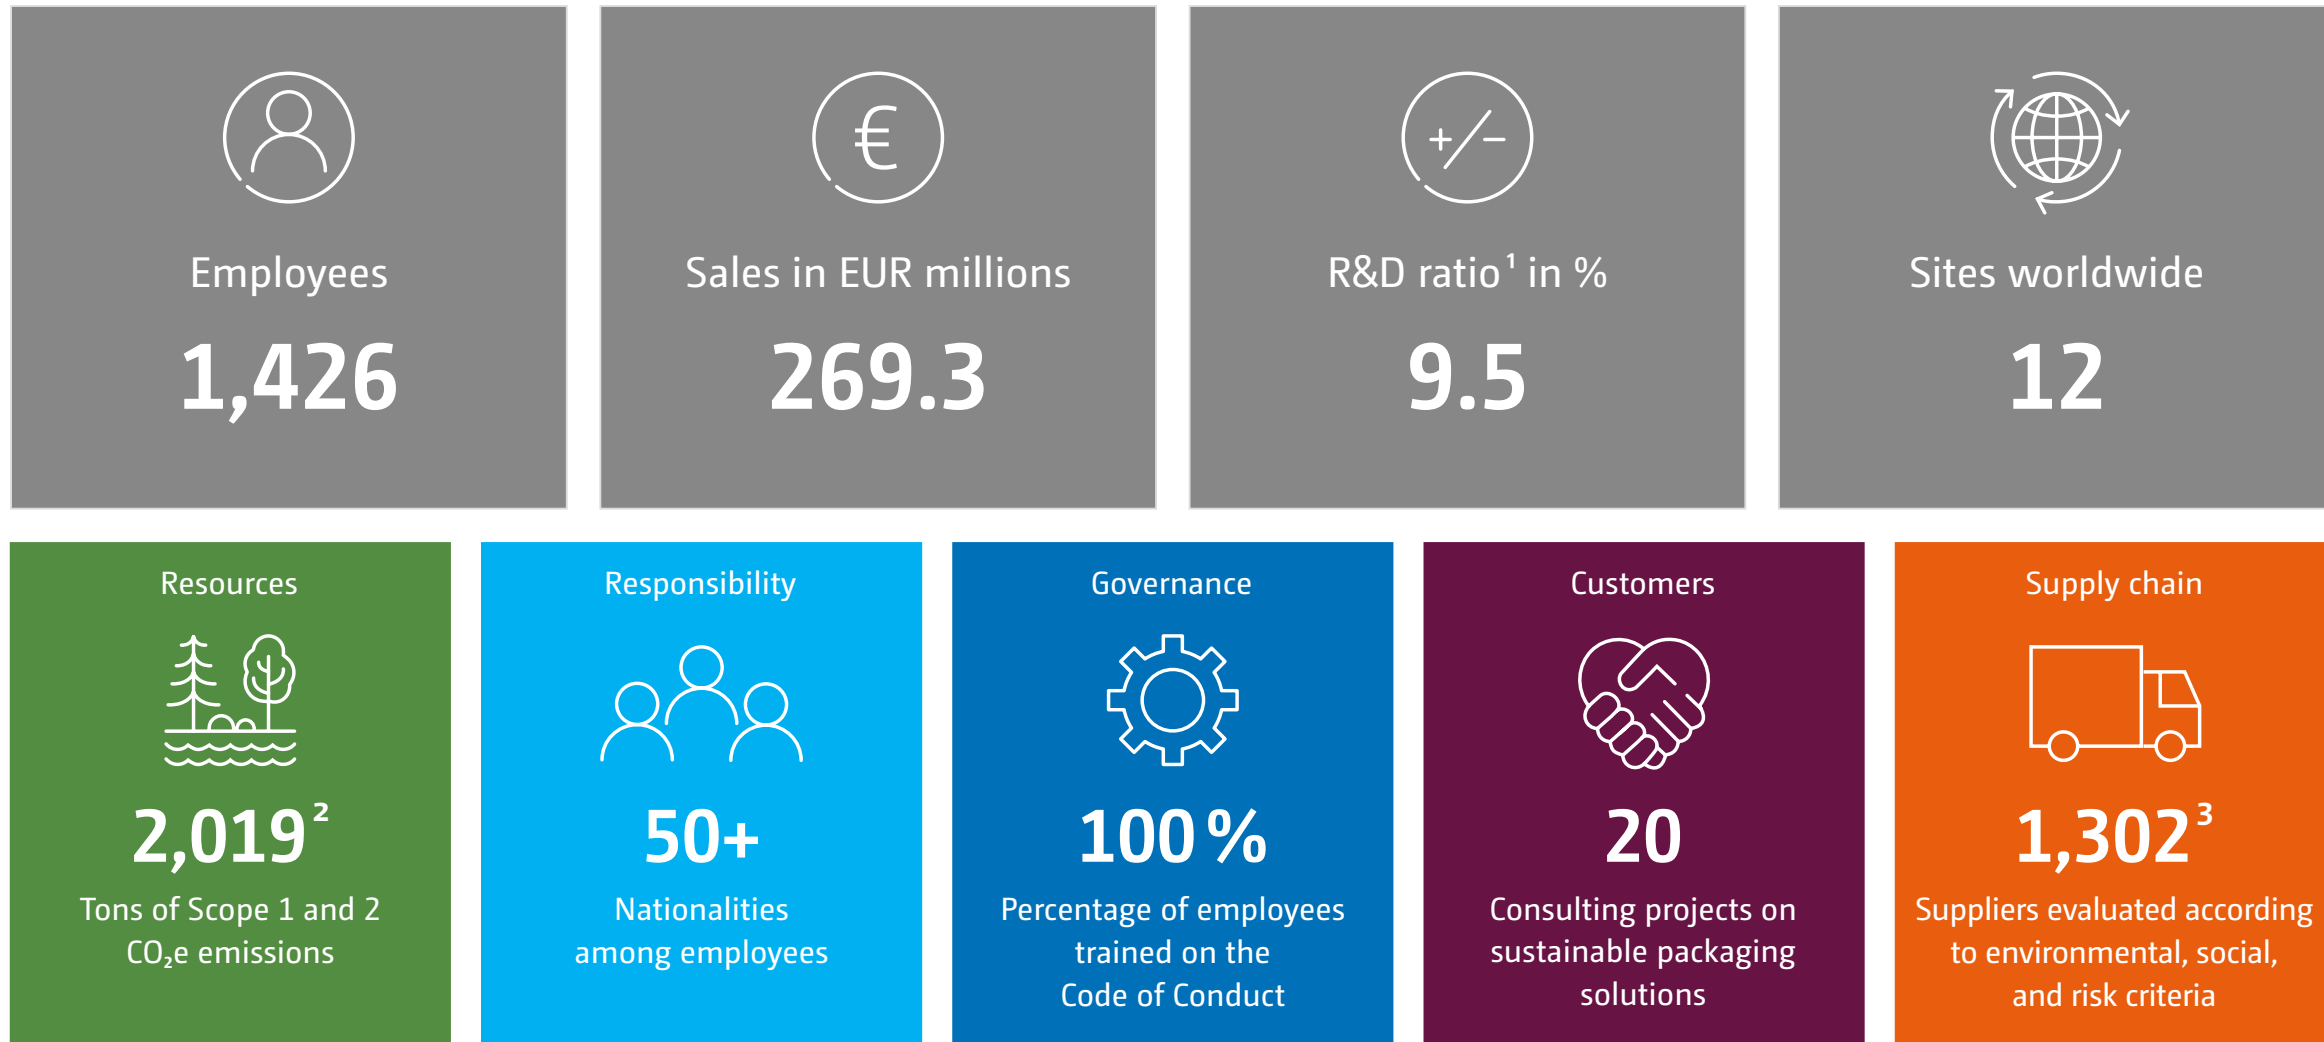 Employees
1,426
Sales in EUR millions
€
269.3
R&D ratio¹ in %
+/−
9.5
Sites worldwide
12
Resources
2,019²
Tons of Scope 1 and 2
CO₂e emissions
Responsibility
50+
Nationalities
among employees
Governance
100 %
Percentage of employees
trained on the
Code of Conduct
Customers
20
Consulting projects on
sustainable packaging
solutions
Supply chain
1,302³
Suppliers evaluated according
to environmental, social,
and risk criteria